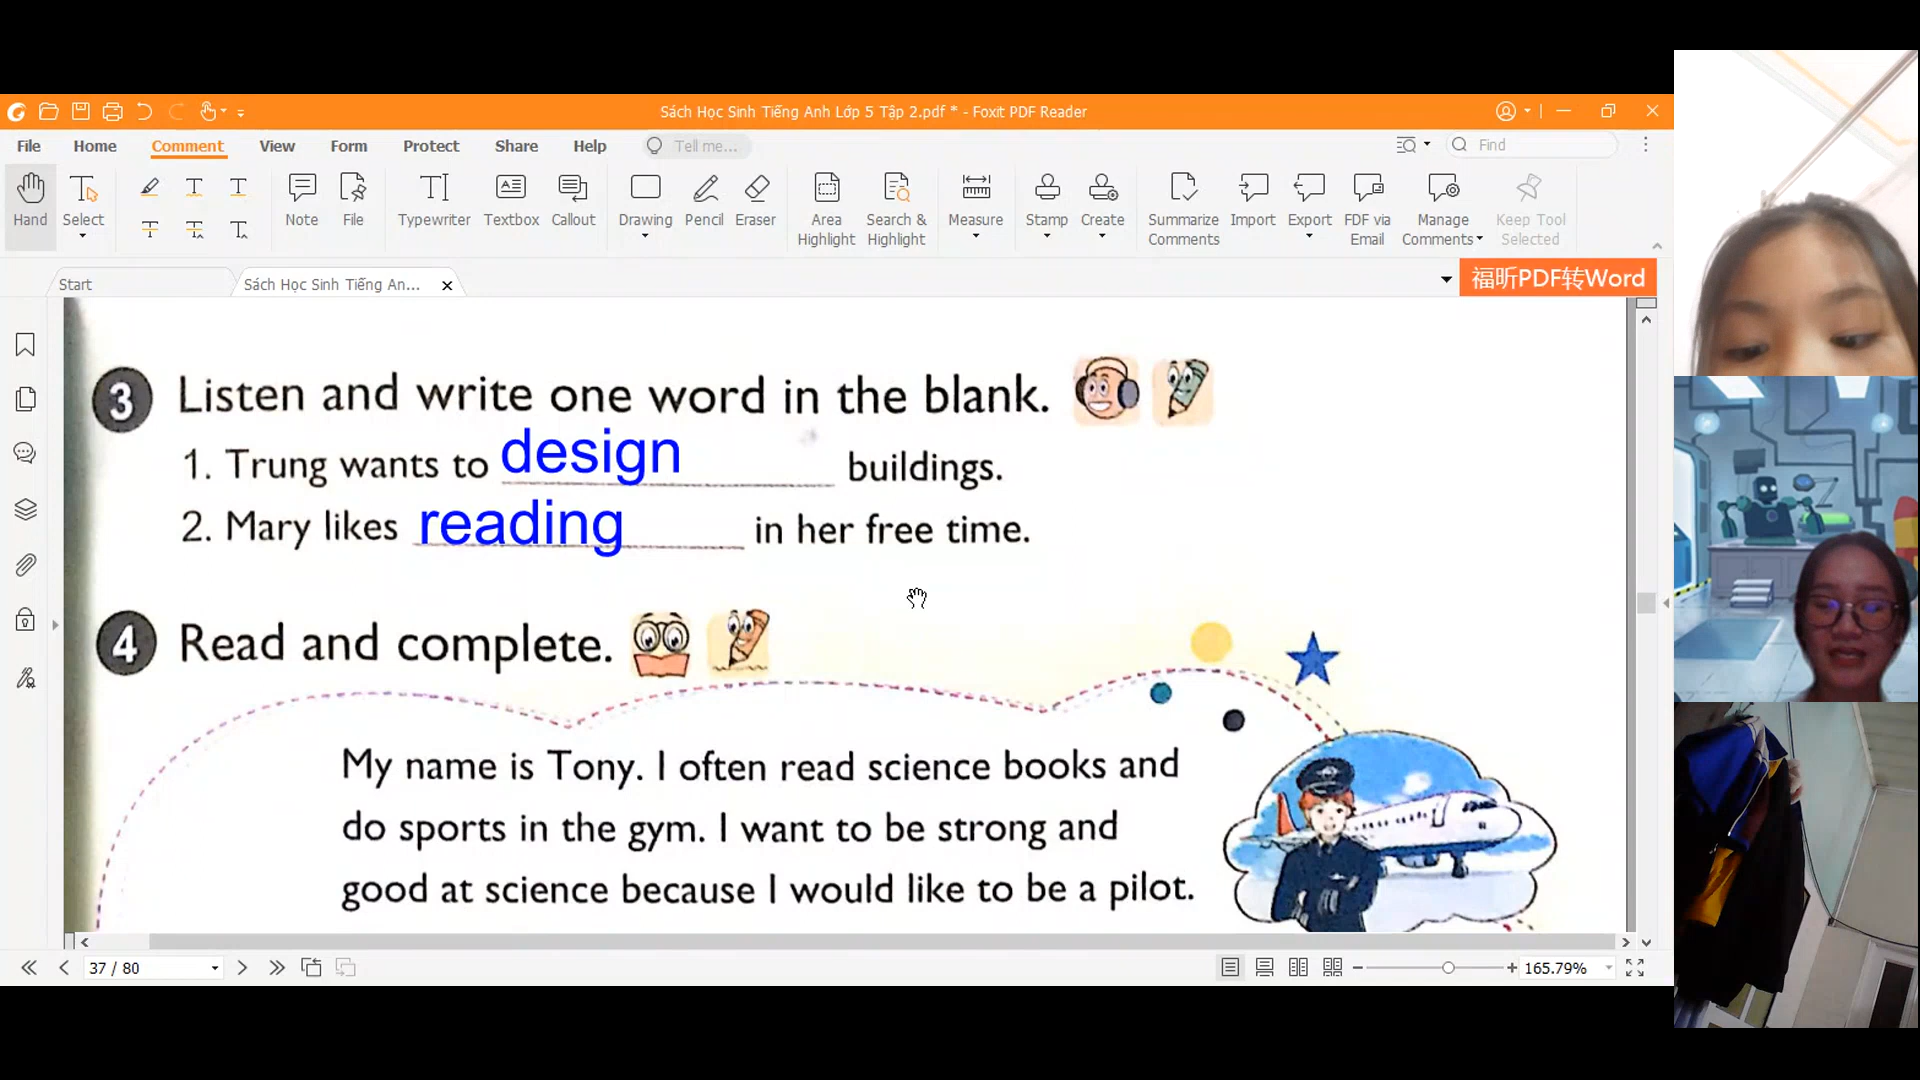 Sách Học Sinh Tiếng Anh Lớp 5 Tập 2.pdf * - Foxit PDF Reader
File Home Comment View Form Protect Share Help Tell me... Find
Hand Select Note File Typewriter Textbox Callout Drawing Pencil Eraser Area Highlight Search & Highlight Measure Stamp Create Summarize Comments Import Export FDF via Email Manage Comments Keep Tool Selected
Start Sách Học Sinh Tiếng An... 福昕PDF转Word
3 Listen and write one word in the blank.
1. Trung wants to design buildings.
2. Mary likes reading in her free time.
4 Read and complete.
My name is Tony. I often read science books and
do sports in the gym. I want to be strong and
good at science because I would like to be a pilot.
37 / 80 165.79%